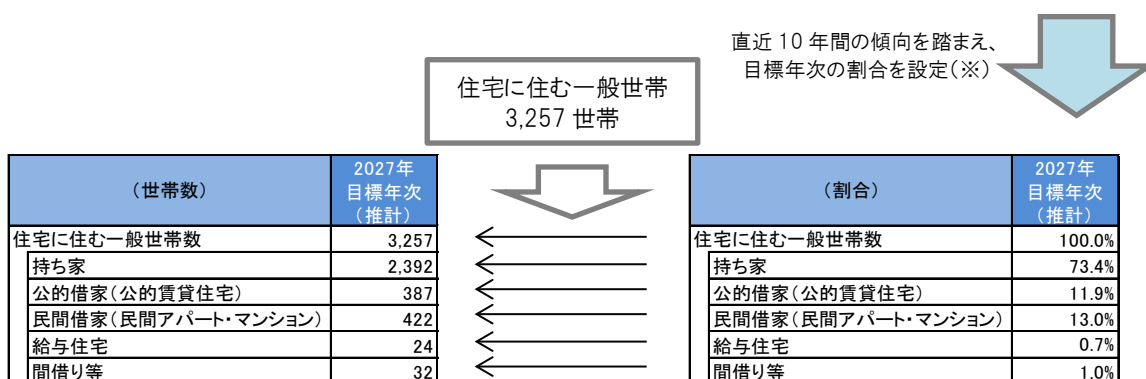 直近 10 年間の傾向を踏まえ、
目標年次の割合を設定(※)
住宅に住む一般世帯
3,257 世帯
(世帯数) 2027年 目標年次 (推計)
住宅に住む一般世帯数 3,257
持ち家 2,392
公的借家(公的賃貸住宅) 387
民間借家(民間アパート・マンション) 422
給与住宅 24
間借り等 32
(割合) 2027年 目標年次 (推計)
住宅に住む一般世帯数 100.0%
持ち家 73.4%
公的借家(公的賃貸住宅) 11.9%
民間借家(民間アパート・マンション) 13.0%
給与住宅 0.7%
間借り等 1.0%